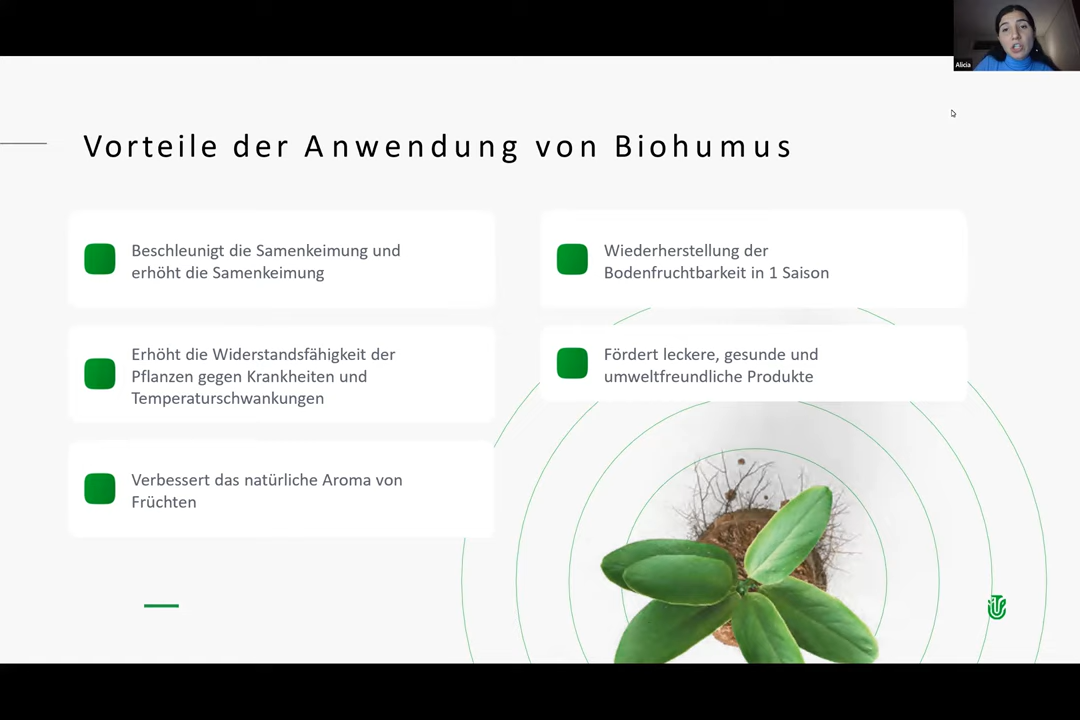 Alicia
Vorteile der Anwendung von Biohumus
Beschleunigt die Samenkeimung und
erhöht die Samenkeimung
Erhöht die Widerstandsfähigkeit der
Pflanzen gegen Krankheiten und
Temperaturschwankungen
Verbessert das natürliche Aroma von
Früchten
Wiederherstellung der
Bodenfruchtbarkeit in 1 Saison
Fördert leckere, gesunde und
umweltfreundliche Produkte